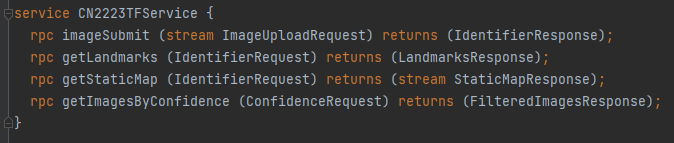 service CN2223TFService {
  rpc imageSubmit (stream ImageUploadRequest) returns (IdentifierResponse);
  rpc getLandmarks (IdentifierRequest) returns (LandmarksResponse);
  rpc getStaticMap (IdentifierRequest) returns (stream StaticMapResponse);
  rpc getImagesByConfidence (ConfidenceRequest) returns (FilteredImagesResponse);
}